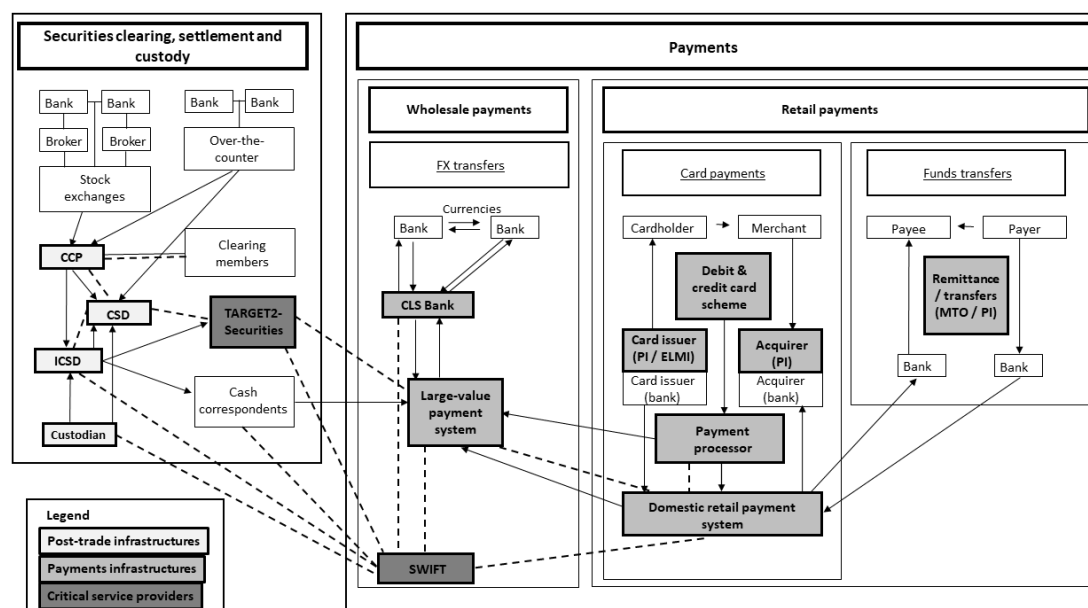 Securities clearing, settlement and
custody
Bank
Bank
Bank
Bank
Broker
Broker
Over-the-
counter
Stock
exchanges
CCP
Clearing
members
CSD
TARGET2-
Securities
ICSD
Cash
correspondents
Custodian
Legend
Post-trade infrastructures
Payments infrastructures
Critical service providers
Payments
Wholesale payments
FX transfers
Currencies
Bank
Bank
CLS Bank
Large-value
payment
system
SWIFT
Retail payments
Card payments
Cardholder
Merchant
Debit &
credit card
scheme
Card issuer
(PI / ELMI)
Card issuer
(bank)
Acquirer
(PI)
Acquirer
(bank)
Payment
processor
Domestic retail payment
system
Funds transfers
Payee
Payer
Remittance
/ transfers
(MTO / PI)
Bank
Bank